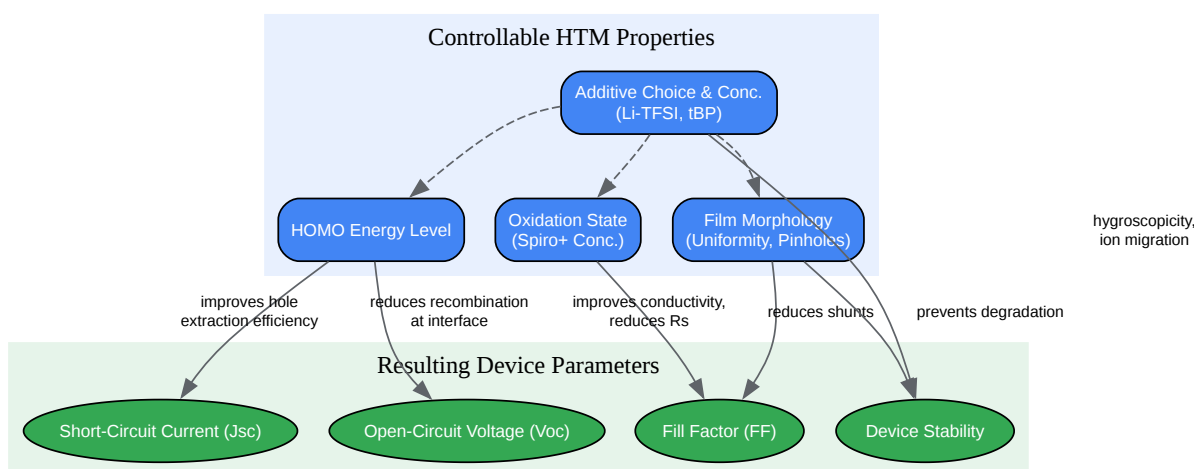 Controllable HTM Properties
Additive Choice & Conc.
(Li-TFSI, tBP)
HOMO Energy Level
Oxidation State
(Spiro+ Conc.)
Film Morphology
(Uniformity, Pinholes)
hygroscopicity,
ion migration
improves hole
extraction efficiency
reduces recombination
at interface
improves conductivity,
reduces Rs
reduces shunts
prevents degradation
Resulting Device Parameters
Short-Circuit Current (Jsc)
Open-Circuit Voltage (Voc)
Fill Factor (FF)
Device Stability